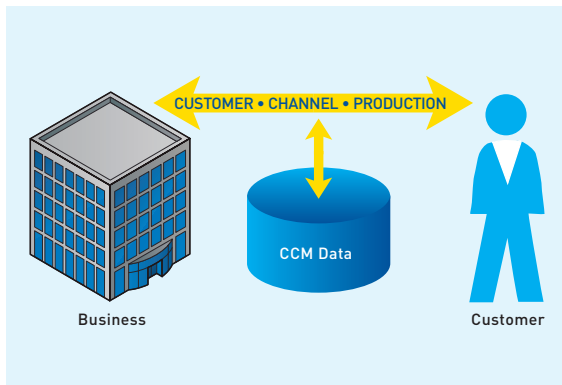 CUSTOMER • CHANNEL • PRODUCTION
CCM Data
Business
Customer